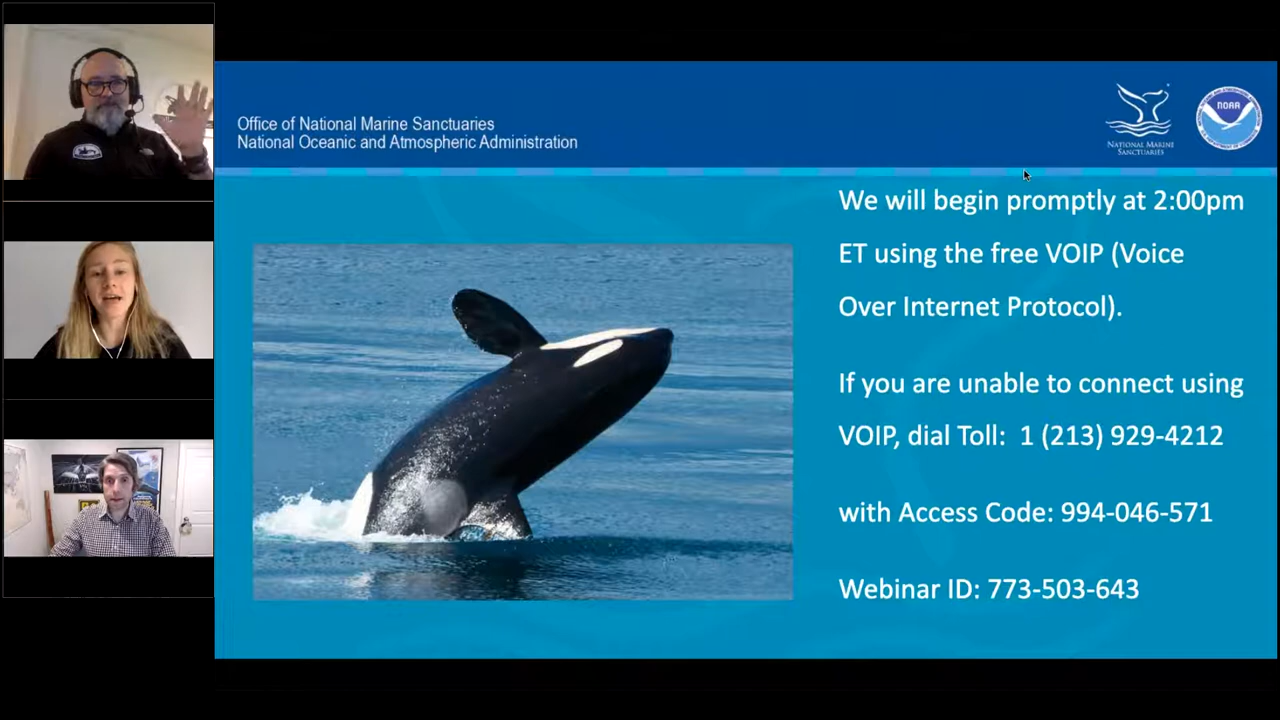 Office of National Marine Sanctuaries
National Oceanic and Atmospheric Administration
NATIONAL MARINE
SANCTUARIES
NOAA
We will begin promptly at 2:00pm
ET using the free VOIP (Voice
Over Internet Protocol).
If you are unable to connect using
VOIP, dial Toll: 1 (213) 929-4212
with Access Code: 994-046-571
Webinar ID: 773-503-643